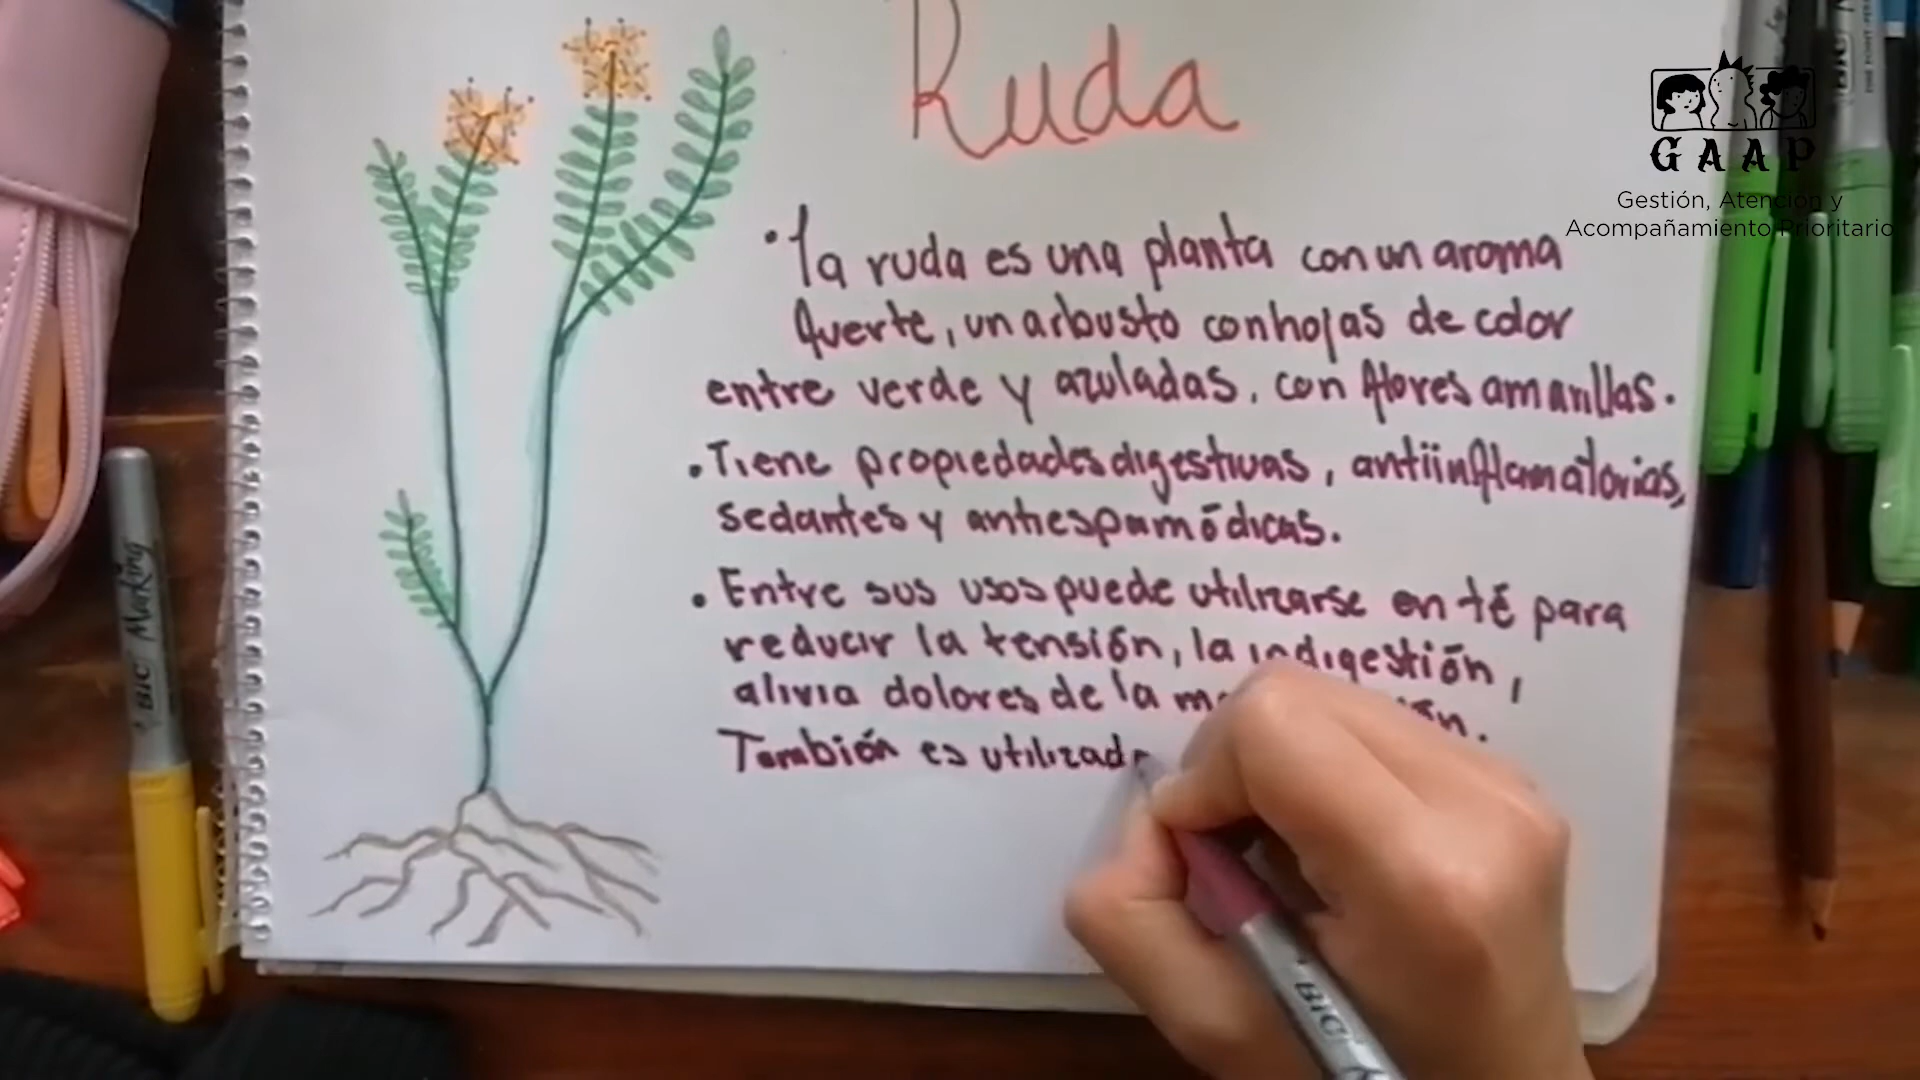 Ruda
GAAP
Gestión, Atención y
Acompañamiento Prioritario
• La ruda es una planta con un aroma
fuerte, un arbusto con hojas de color
entre verde y azuladas, con flores amarillas.
• Tiene propiedades digestivas, antiinflamatorias,
sedantes y antiespamódicas.
• Entre sus usos puede utilizarse en té para
reducir la tensión, la indigestión,
alivia dolores de la
También es utilizad
BIC Marking
BIC
BIC